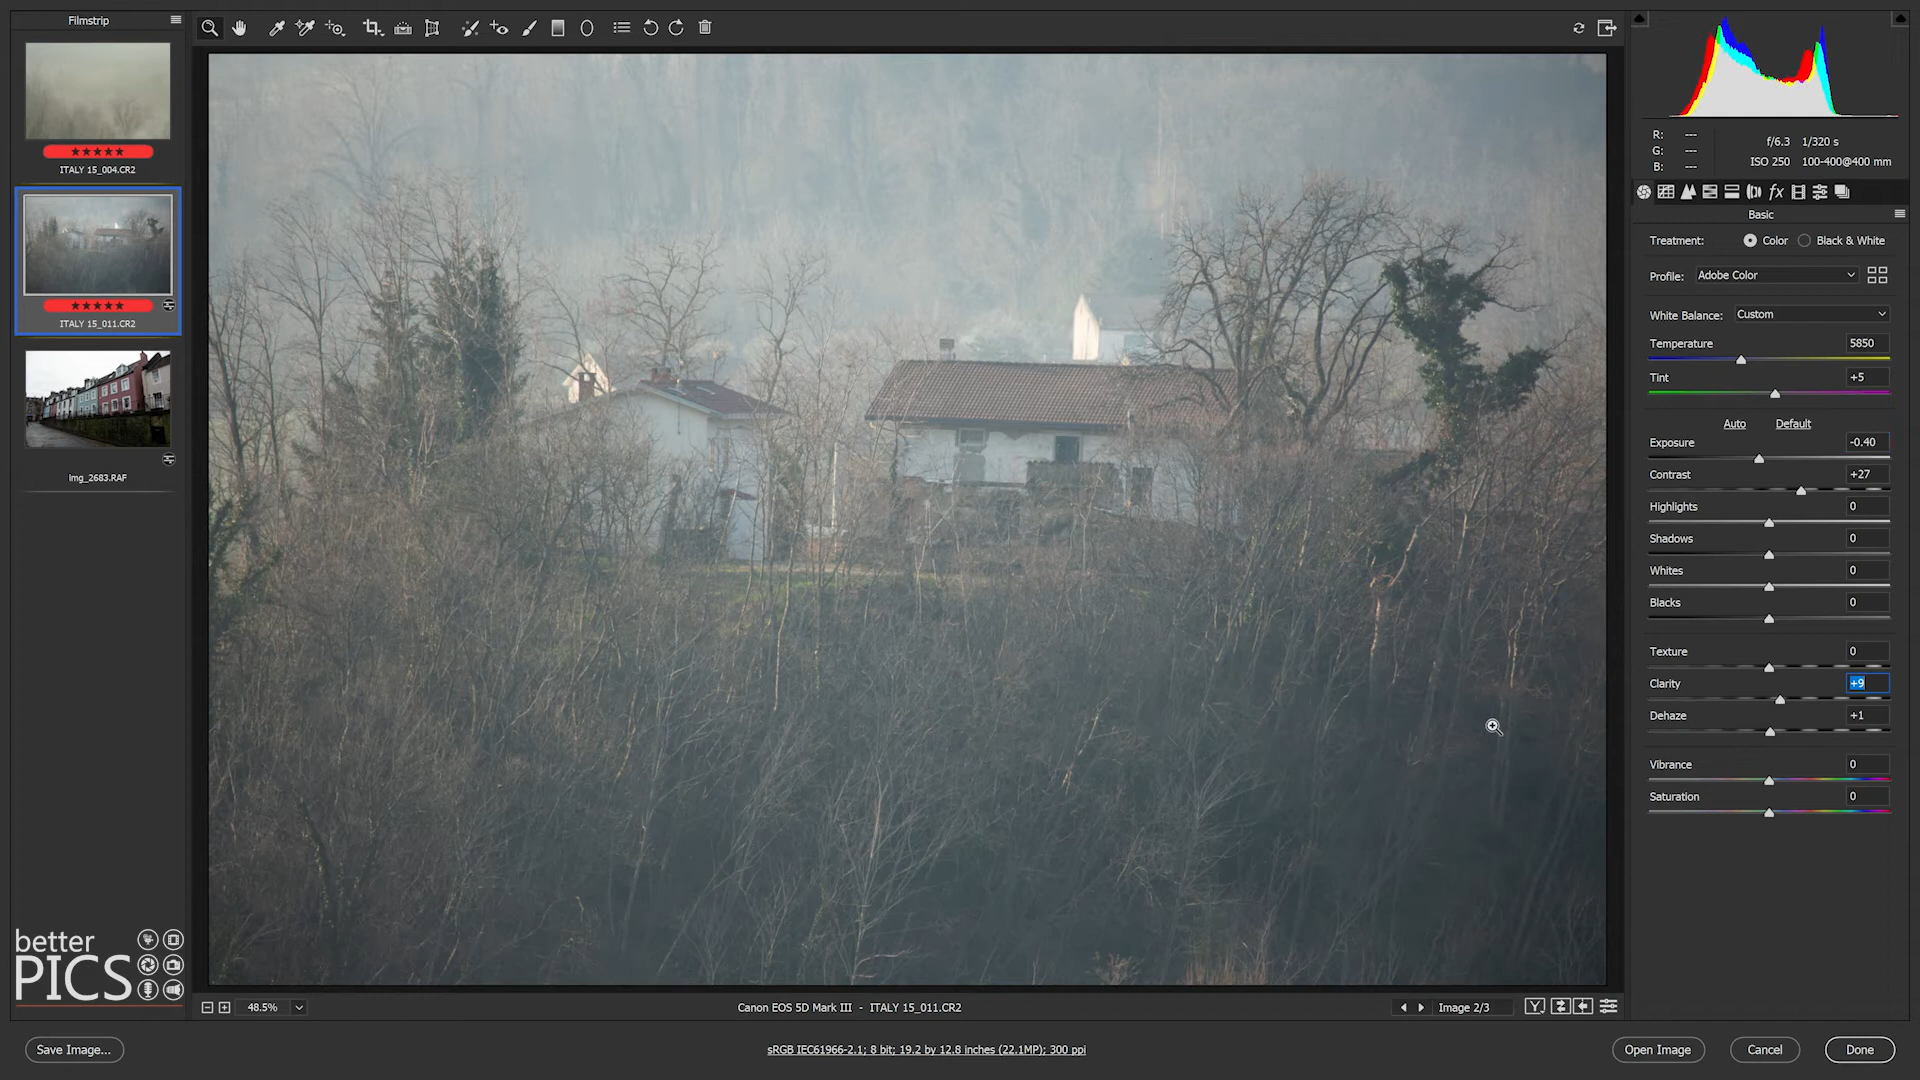 Filmstrip
★★★★★
ITALY 15_004.CR2
★★★★★
ITALY 15_011.CR2
img_2683.RAF
better
PICS
48.5%
Canon EOS 5D Mark III - ITALY 15_011.CR2
Image 2/3
Y
Save Image...
sRGB IEC61966-2.1; 8 bit; 19.2 by 12.8 inches (22.1MP); 300 ppi
Open Image
Cancel
Done
R: ---
G: ---
B: ---
f/6.3 1/320 s
ISO 250 100-400@400 mm
fx
Basic
Treatment: Color Black & White
Profile: Adobe Color
White Balance: Custom
Temperature 5850
Tint +5
Auto Default
Exposure -0.40
Contrast +27
Highlights 0
Shadows 0
Whites 0
Blacks 0
Texture 0
Clarity +9
Dehaze +1
Vibrance 0
Saturation 0